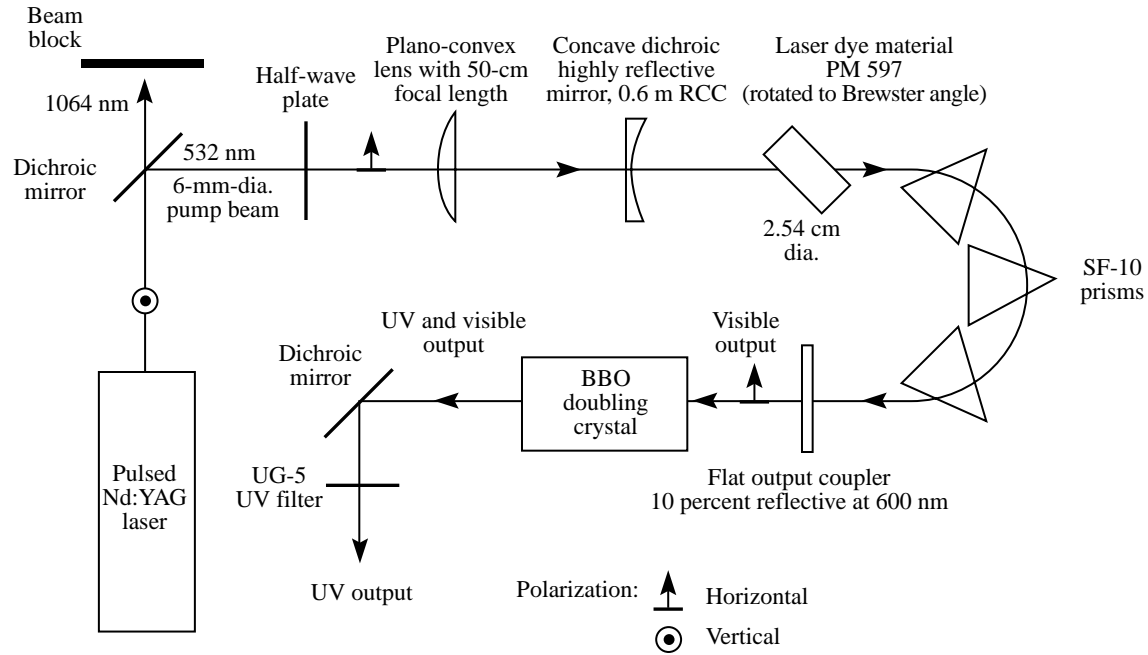 Beam
block
1064 nm
Dichroic
mirror
532 nm
6-mm-dia.
pump beam
Half-wave
plate
Plano-convex
lens with 50-cm
focal length
Concave dichroic
highly reflective
mirror, 0.6 m RCC
Laser dye material
PM 597
(rotated to Brewster angle)
2.54 cm
dia.
SF-10
prisms
Visible
output
UV and visible
output
Dichroic
mirror
BBO
doubling
crystal
Flat output coupler
10 percent reflective at 600 nm
UG-5
UV filter
UV output
Pulsed
Nd:YAG
laser
Polarization:
Horizontal
Vertical